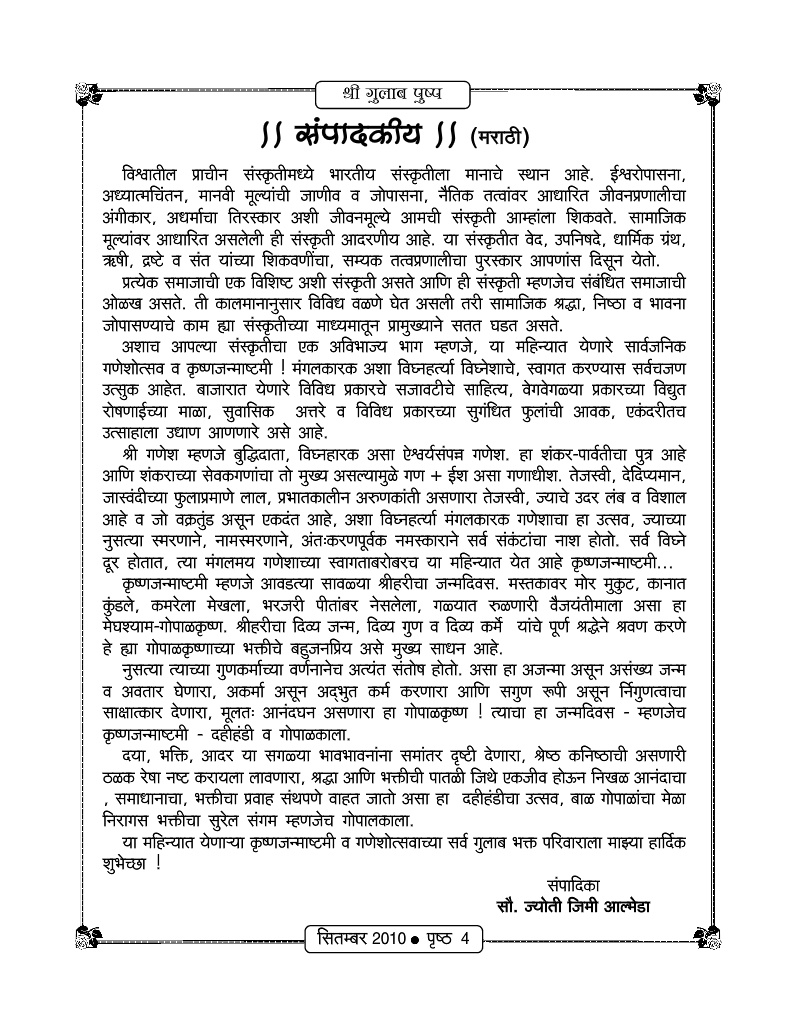 श्री गुलाब पुष्प
।। संपादकीय ।। (मराठी)
विश्वातील प्राचीन संस्कृतीमध्ये भारतीय संस्कृतीला मानाचे स्थान आहे. ईश्वरोपासना,
अध्यात्मचिंतन, मानवी मूल्यांची जाणीव व जोपासना, नैतिक तत्वांवर आधारित जीवनप्रणालीचा
अंगीकार, अधर्माचा तिरस्कार अशी जीवनमूल्ये आमची संस्कृती आम्हांला शिकवते. सामाजिक
मूल्यांवर आधारित असलेली ही संस्कृती आदरणीय आहे. या संस्कृतीत वेद, उपनिषदे, धार्मिक ग्रंथ,
ऋषी, द्रष्टे व संत यांच्या शिकवणींचा, सम्यक तत्वप्रणालीचा पुरस्कार आपणांस दिसून येतो.
प्रत्येक समाजाची एक विशिष्ट अशी संस्कृती असते आणि ही संस्कृती म्हणजेच संबंधित समाजाची
ओळख असते. ती कालमानानुसार विविध वळणे घेत असली तरी सामाजिक श्रद्धा, निष्ठा व भावना
जोपासण्याचे काम ह्या संस्कृतीच्या माध्यमातून प्रामुख्याने सतत घडत असते.
अशाच आपल्या संस्कृतीचा एक अविभाज्य भाग म्हणजे, या महिन्यात येणारे सार्वजनिक
गणेशोत्सव व कृष्णजन्माष्टमी ! मंगलकारक अशा विघ्नहर्त्या विघ्नेशाचे, स्वागत करण्यास सर्वचजण
उत्सुक आहेत. बाजारात येणारे विविध प्रकारचे सजावटीचे साहित्य, वेगवेगळ्या प्रकारच्या विद्युत
रोषणाईच्या माळा, सुवासिक अत्तरे व विविध प्रकारच्या सुगंधित फुलांची आवक, एकंदरीतच
उत्साहाला उधाण आणणारे असे आहे.
श्री गणेश म्हणजे बुद्धिदाता, विघ्नहारक असा ऐश्वर्यसंपन्न गणेश. हा शंकर-पार्वतीचा पुत्र आहे
आणि शंकराच्या सेवकगणांचा तो मुख्य असल्यामुळे गण + ईश असा गणाधीश. तेजस्वी, देदिप्यमान,
जास्वंदीच्या फुलाप्रमाणे लाल, प्रभातकालीन अरुणकांती असणारा तेजस्वी, ज्याचे उदर लंब व विशाल
आहे व जो वक्रतुंड असून एकदंत आहे, अशा विघ्नहर्त्या मंगलकारक गणेशाचा हा उत्सव, ज्याच्या
नुसत्या स्मरणाने, नामस्मरणाने, अंतःकरणपूर्वक नमस्काराने सर्व संकंटांचा नाश होतो. सर्व विघ्ने
दूर होतात, त्या मंगलमय गणेशाच्या स्वागताबरोबरच या महिन्यात येत आहे कृष्णजन्माष्टमी...
कृष्णजन्माष्टमी म्हणजे आवडत्या सावळ्या श्रीहरीचा जन्मदिवस. मस्तकावर मोर मुकुट, कानात
कुंडले, कमरेला मेखला, भरजरी पीतांबर नेसलेला, गळ्यात रुळणारी वैजयंतीमाला असा हा
मेघश्याम-गोपाळकृष्ण. श्रीहरीचा दिव्य जन्म, दिव्य गुण व दिव्य कर्मे यांचे पूर्ण श्रद्धेने श्रवण करणे
हे ह्या गोपाळकृष्णाच्या भक्तीचे बहुजनप्रिय असे मुख्य साधन आहे.
नुसत्या त्याच्या गुणकर्माच्या वर्णनानेच अत्यंत संतोष होतो. असा हा अजन्मा असून असंख्य जन्म
व अवतार घेणारा, अकर्मा असून अद्भुत कर्म करणारा आणि सगुण रूपी असून र्निगुणत्वाचा
साक्षात्कार देणारा, मूलतः आनंदघन असणारा हा गोपाळकृष्ण ! त्याचा हा जन्मदिवस - म्हणजेच
कृष्णजन्माष्टमी - दहीहंडी व गोपाळकाला.
दया, भक्ति, आदर या सगळ्या भावभावनांना समांतर दृष्टी देणारा, श्रेष्ठ कनिष्ठाची असणारी
ठळक रेषा नष्ट करायला लावणारा, श्रद्धा आणि भक्तीची पातळी जिथे एकजीव होऊन निखळ आनंदाचा
, समाधानाचा, भक्तीचा प्रवाह संथपणे वाहत जातो असा हा दहीहंडीचा उत्सव, बाळ गोपाळांचा मेळा
निरागस भक्तीचा सुरेल संगम म्हणजेच गोपालकाला.
या महिन्यात येणाऱ्या कृष्णजन्माष्टमी व गणेशोत्सवाच्या सर्व गुलाब भक्त परिवाराला माझ्या हार्दिक
शुभेच्छा !
संपादिका
सौ. ज्योती जिमी आल्मेडा
सितम्बर 2010 ● पृष्ठ 4